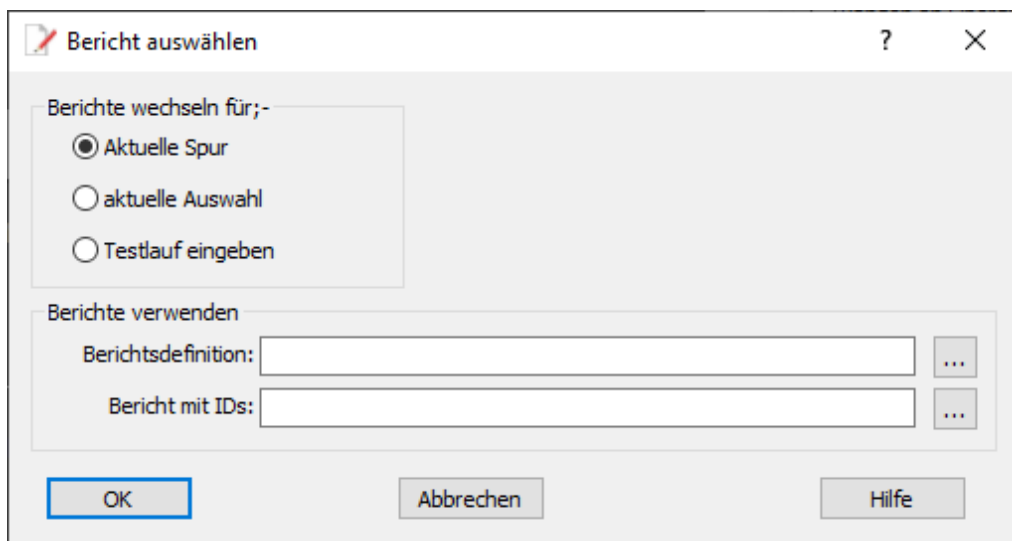 Bericht auswählen
?
Berichte wechseln für;-
Aktuelle Spur
aktuelle Auswahl
Testlauf eingeben
Berichte verwenden
Berichtsdefinition:
...
Bericht mit IDs:
...
OK Abbrechen Hilfe